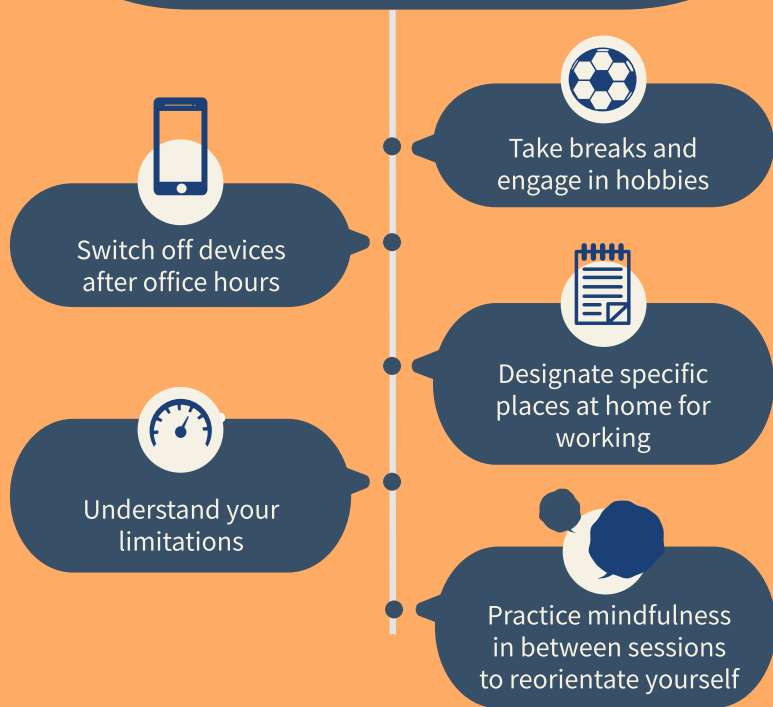 Take breaks and
engage in hobbies
Switch off devices
after office hours
Designate specific
places at home for
working
Understand your
limitations
Practice mindfulness
in between sessions
to reorientate yourself